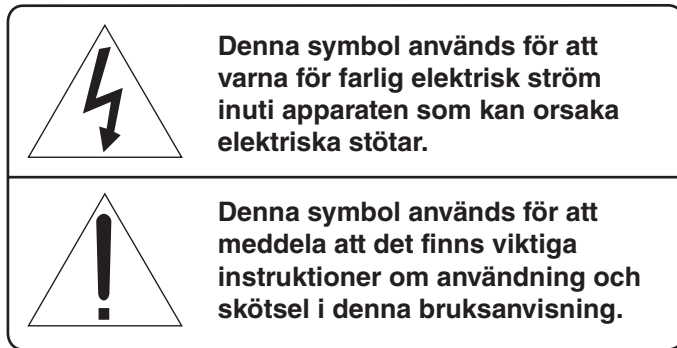 Denna symbol används för att
varna för farlig elektrisk ström
inuti apparaten som kan orsaka
elektriska stötar.
Denna symbol används för att
meddela att det finns viktiga
instruktioner om användning och
skötsel i denna bruksanvisning.